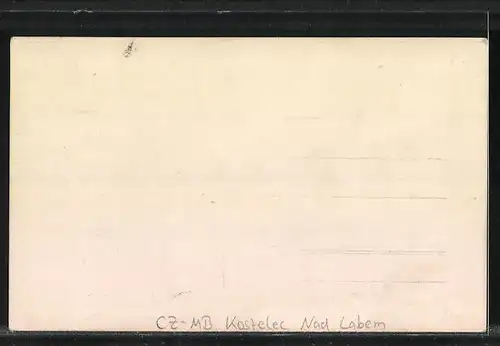 CZ-MB Kostelec Nad Labem